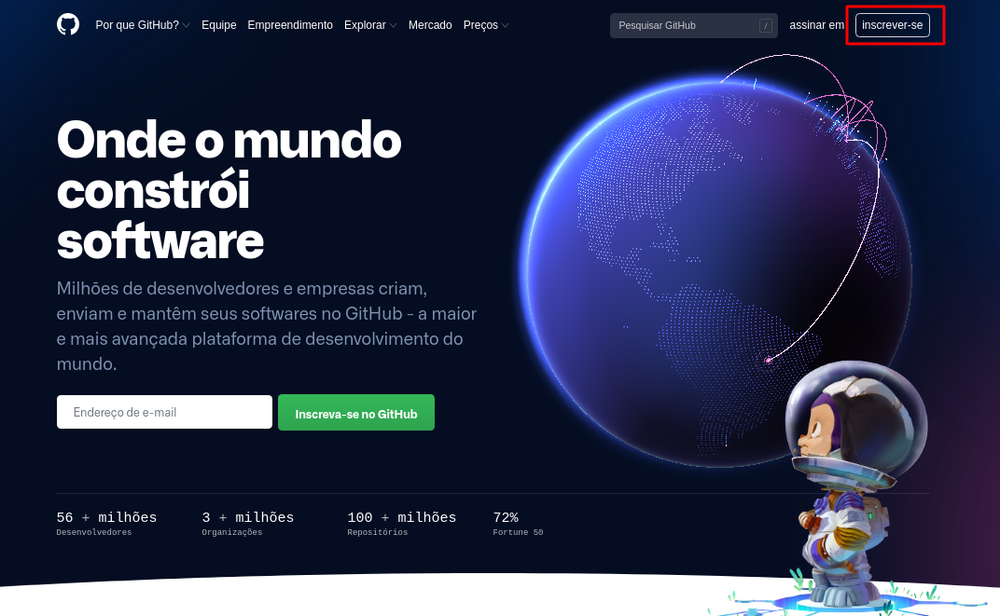 Por que GitHub? Equipe Empreendimento Explorar Mercado Preços Pesquisar GitHub / assinar em inscrever-se
Onde o mundo
constrói
software
Milhões de desenvolvedores e empresas criam,
enviam e mantêm seus softwares no GitHub - a maior
e mais avançada plataforma de desenvolvimento do
mundo.
Endereço de e-mail Inscreva-se no GitHub
56 + milhões 3 + milhões 100 + milhões 72%
Desenvolvedores Organizações Repositórios Fortune 50